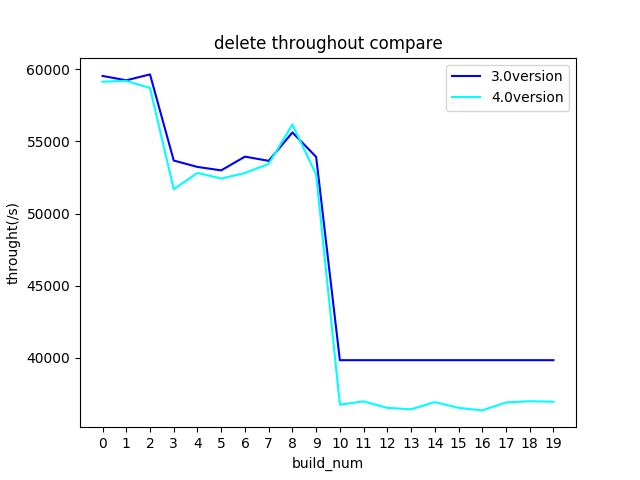 delete throughout compare
3.0version
4.0version
throught(/s)
60000
55000
50000
45000
40000
0 1 2 3 4 5 6 7 8 9 10 11 12 13 14 15 16 17 18 19
build_num